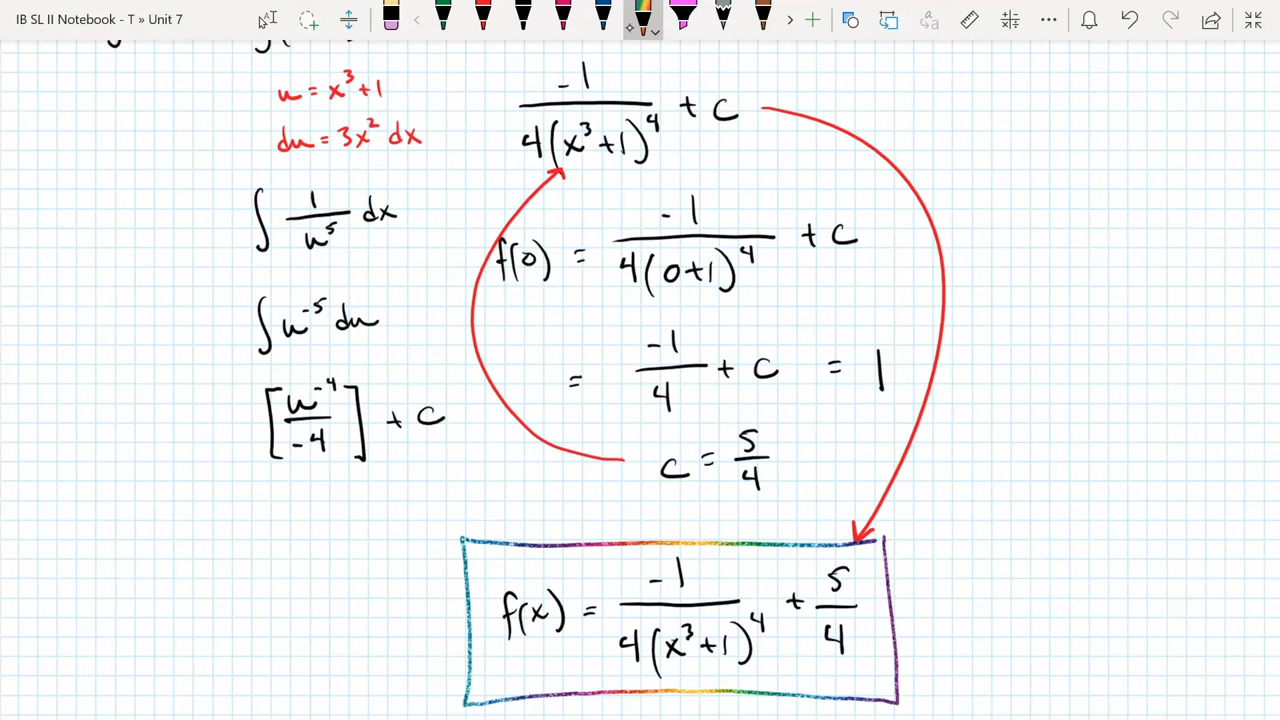 IB SL II Notebook - T » Unit 7
u = x³+1
du = 3x² dx
∫ 1/u⁵ dx
∫ u⁻⁵ du
[u⁻⁴/-4] + c
-1/4(x³+1)⁴ + c
f(0) = -1/4(0+1)⁴ + c
= -1/4 + c = 1
c = 5/4
f(x) = -1/4(x³+1)⁴ + 5/4